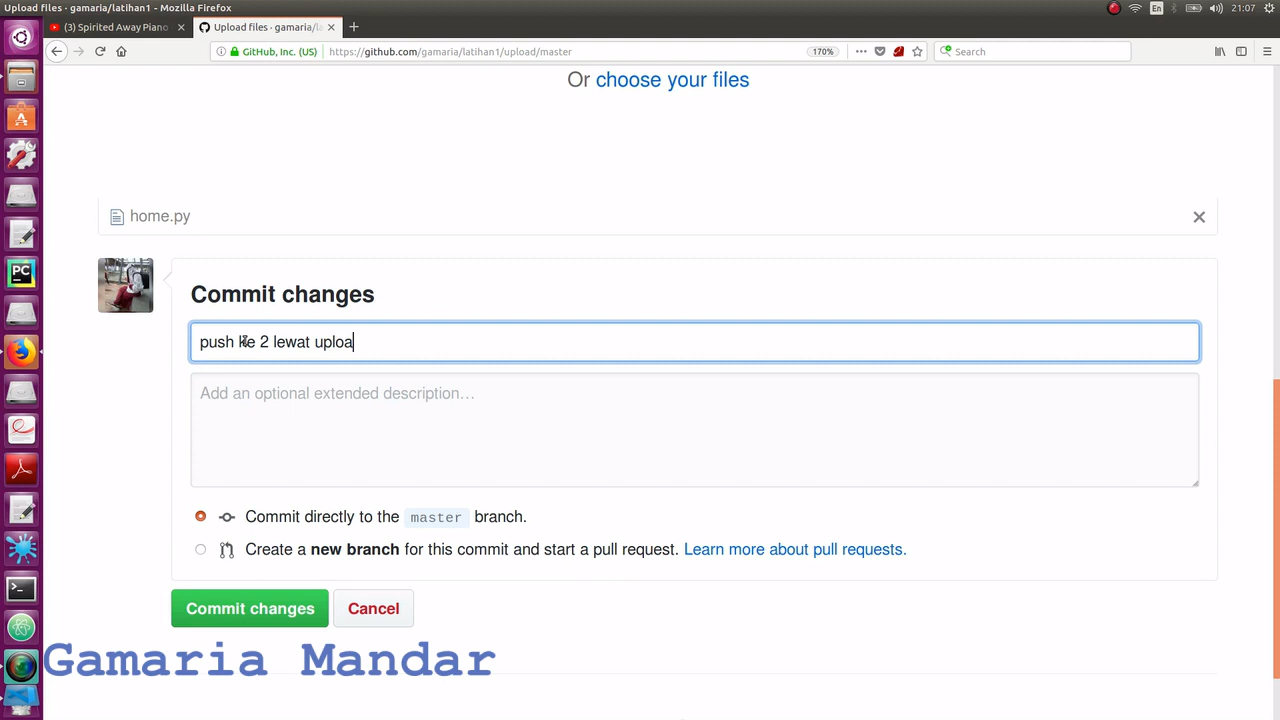 Upload files · gamaria/latihan1 - Mozilla Firefox
En
21:07
(3) Spirited Away Piano
Upload files · gamaria/la
GitHub, Inc. (US)
https://github.com/gamaria/latihan1/upload/master
170%
Search
Or choose your files
home.py
Commit changes
push ke 2 lewat uploa
Add an optional extended description…
Commit directly to the master branch.
Create a new branch for this commit and start a pull request. Learn more about pull requests.
Commit changes
Cancel
PC
Gamaria Mandar